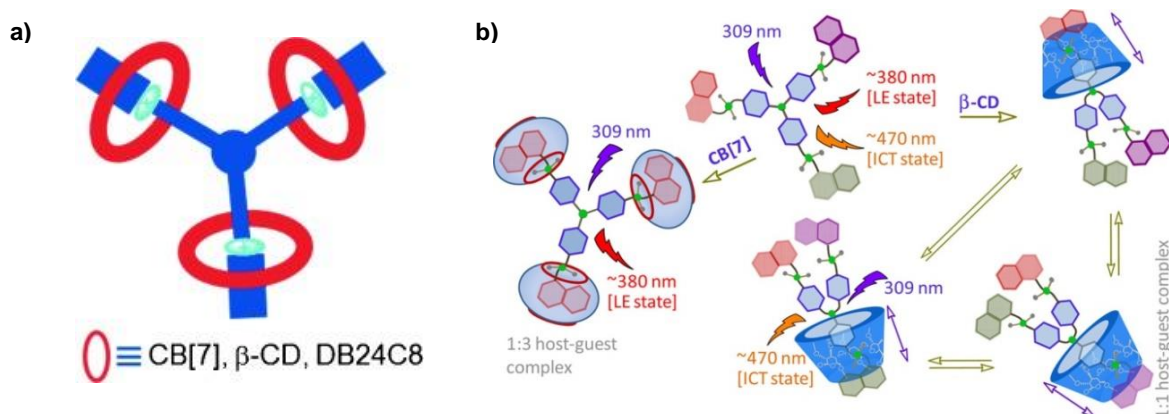 a)
CB[7], β-CD, DB24C8
b)
309 nm
~380 nm
[LE state]
~470 nm
[ICT state]
β-CD
CB[7]
309 nm
~380 nm
[LE state]
1:3 host-guest
complex
309 nm
~470 nm
[ICT state]
1:1 host-guest complex